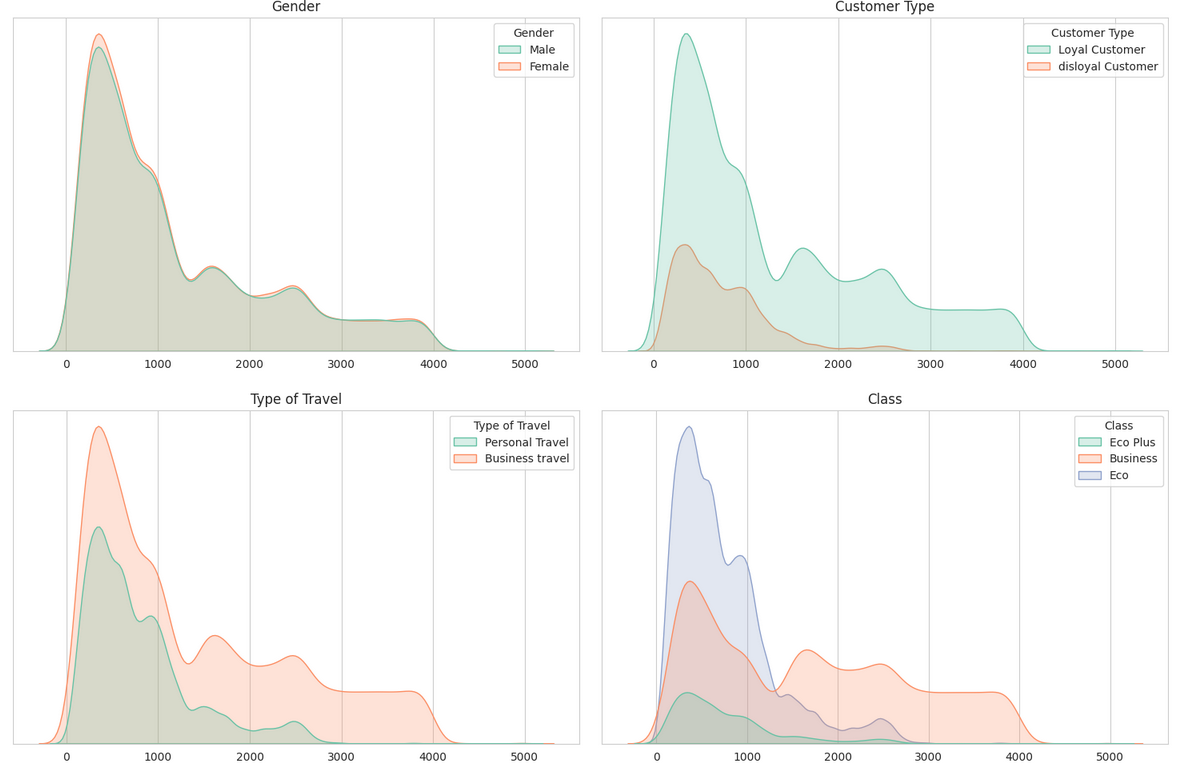 Gender
Gender
Male
Female
0 1000 2000 3000 4000 5000
Customer Type
Customer Type
Loyal Customer
disloyal Customer
0 1000 2000 3000 4000 5000
Type of Travel
Type of Travel
Personal Travel
Business travel
0 1000 2000 3000 4000 5000
Class
Class
Eco Plus
Business
Eco
0 1000 2000 3000 4000 5000